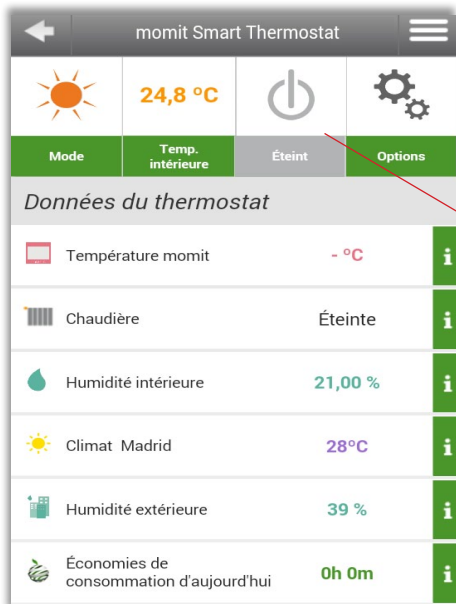 momit Smart Thermostat
24,8 ºC
Mode
Temp. intérieure
Éteint
Options
Données du thermostat
Température momit - ºC i
Chaudière Éteinte i
Humidité intérieure 21,00 % i
Climat Madrid 28ºC i
Humidité extérieure 39 % i
Économies de
consommation d'aujourd'hui 0h 0m i